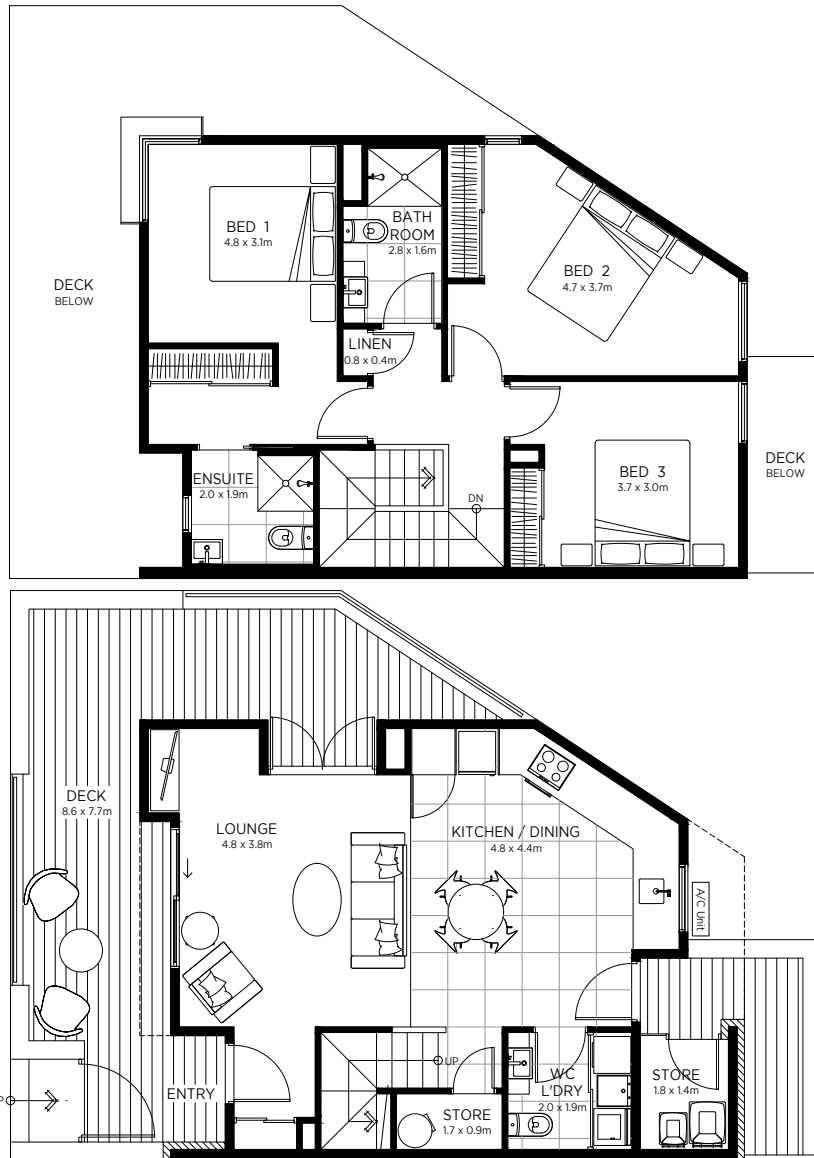 BED 1
4.8 x 3.1m
BATH
ROOM
2.8 x 1.6m
BED 2
4.7 x 3.7m
DECK
BELOW
LINEN
0.8 x 0.4m
ENSUITE
2.0 x 1.9m
DN
BED 3
3.7 x 3.0m
DECK
BELOW
DECK
8.6 x 7.7m
LOUNGE
4.8 x 3.8m
KITCHEN / DINING
4.8 x 4.4m
A/C Unit
UP
ENTRY
STORE
1.7 x 0.9m
WC
L'DRY
2.0 x 1.9m
STORE
1.8 x 1.4m